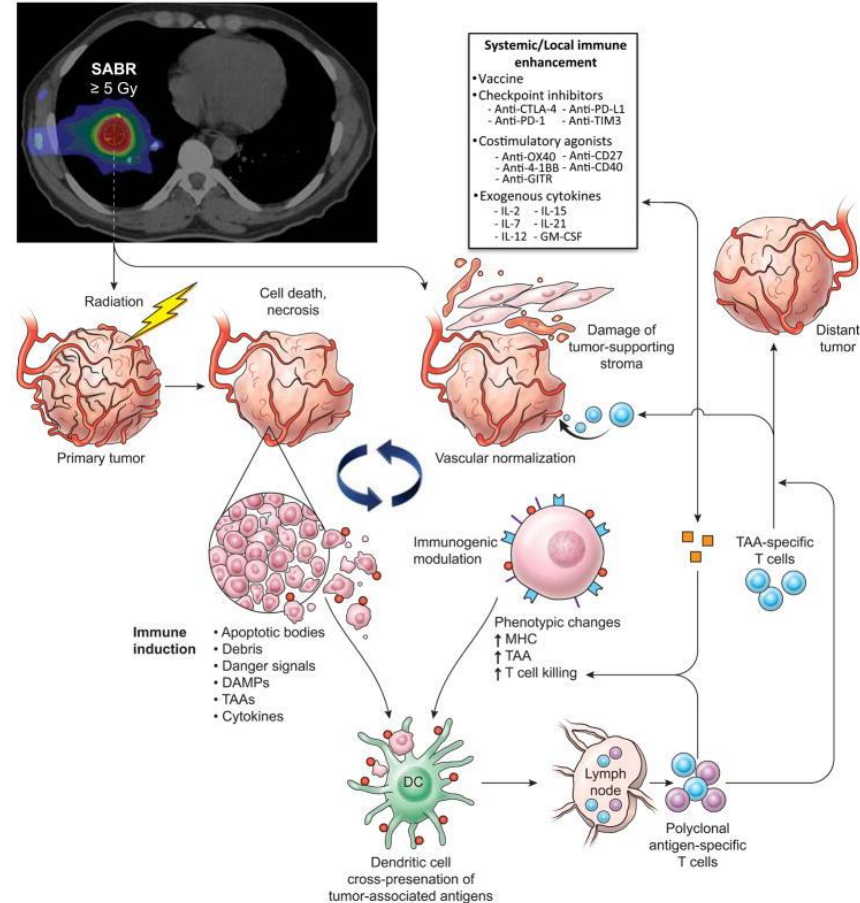 SABR
≥ 5 Gy
Systemic/Local immune
enhancement
•Vaccine
•Checkpoint inhibitors
- Anti-CTLA-4 - Anti-PD-L1
- Anti-PD-1 - Anti-TIM3
•Costimulatory agonists
-Anti-OX40 - Anti-CD27
-Anti-4-1BB - Anti-CD40
-Anti-GITR
•Exogenous cytokines
- IL-2 - IL-15
- IL-7 - IL-21
- IL-12 - GM-CSF
Radiation
Cell death,
necrosis
Damage of
tumor-supporting
stroma
Distant
tumor
Primary tumor
Vascular normalization
Immunogenic
modulation
TAA-specific
T cells
Phenotypic changes
↑ MHC
↑ TAA
↑ T cell killing
Immune
induction
• Apoptotic bodies
• Debris
• Danger signals
• DAMPs
• TAAs
• Cytokines
DC
Lymph
node
Dendritic cell
cross-presenation of
tumor-associated antigens
Polyclonal
antigen-specific
T cells